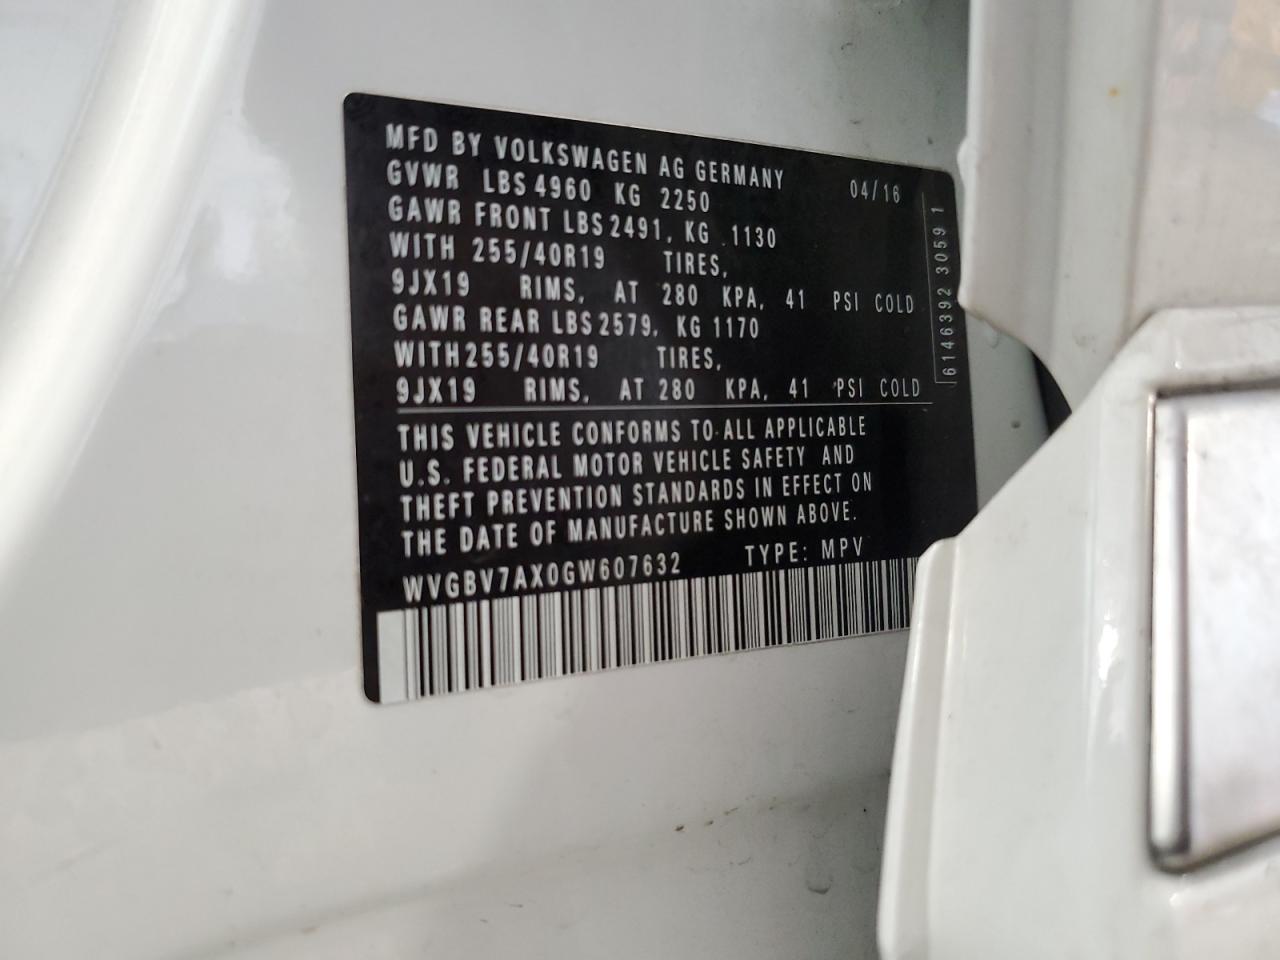 MFD BY VOLKSWAGEN AG GERMANY 04/16
GVWR LBS 4960 KG 2250
GAWR FRONT LBS 2491, KG 1130
WITH 255/40R19 TIRES,
9JX19 RIMS, AT 280 KPA, 41 PSI COLD
GAWR REAR LBS 2579, KG 1170
WITH 255/40R19 TIRES,
9JX19 RIMS, AT 280 KPA, 41 PSI COLD
THIS VEHICLE CONFORMS TO ALL APPLICABLE
U.S. FEDERAL MOTOR VEHICLE SAFETY AND
THEFT PREVENTION STANDARDS IN EFFECT ON
THE DATE OF MANUFACTURE SHOWN ABOVE.
WVGBV7AX0GW607632 TYPE: MPV
6146392 3059 1